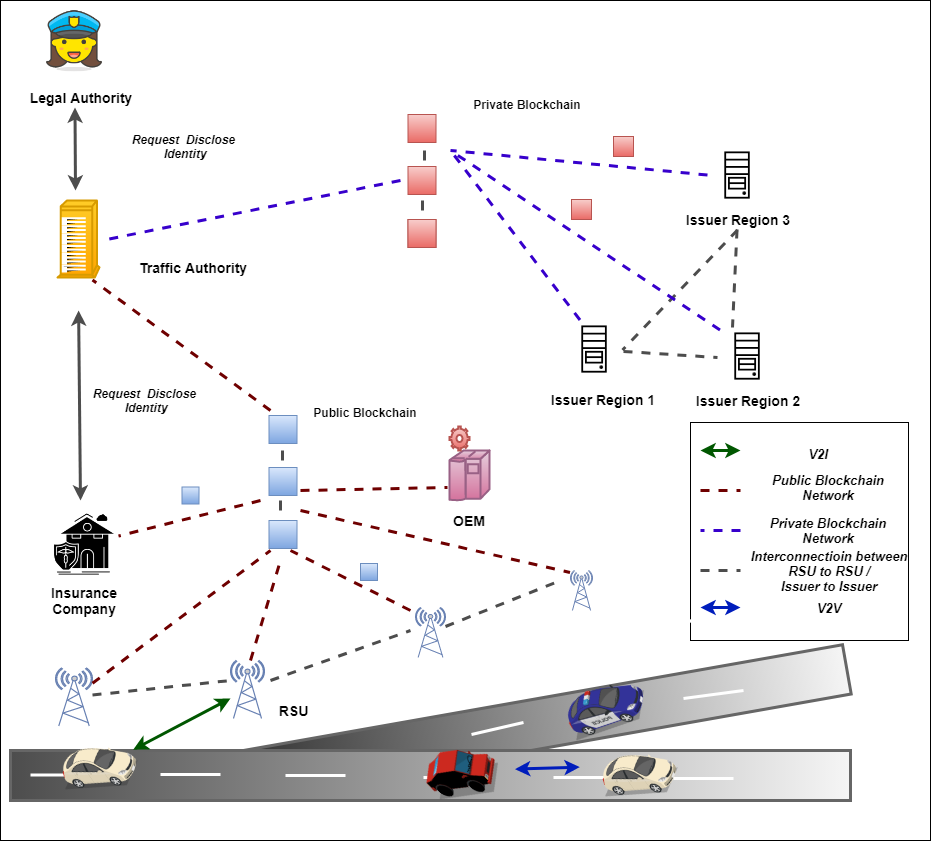 Legal Authority
Private Blockchain
Request Disclose
Identity
Issuer Region 3
Traffic Authority
Request Disclose
Identity
Public Blockchain
Issuer Region 1
Issuer Region 2
V2I
Public Blockchain
Network
Private Blockchain
Network
Interconnectioin between
RSU to RSU /
Issuer to Issuer
V2V
OEM
Insurance
Company
RSU
POLICE